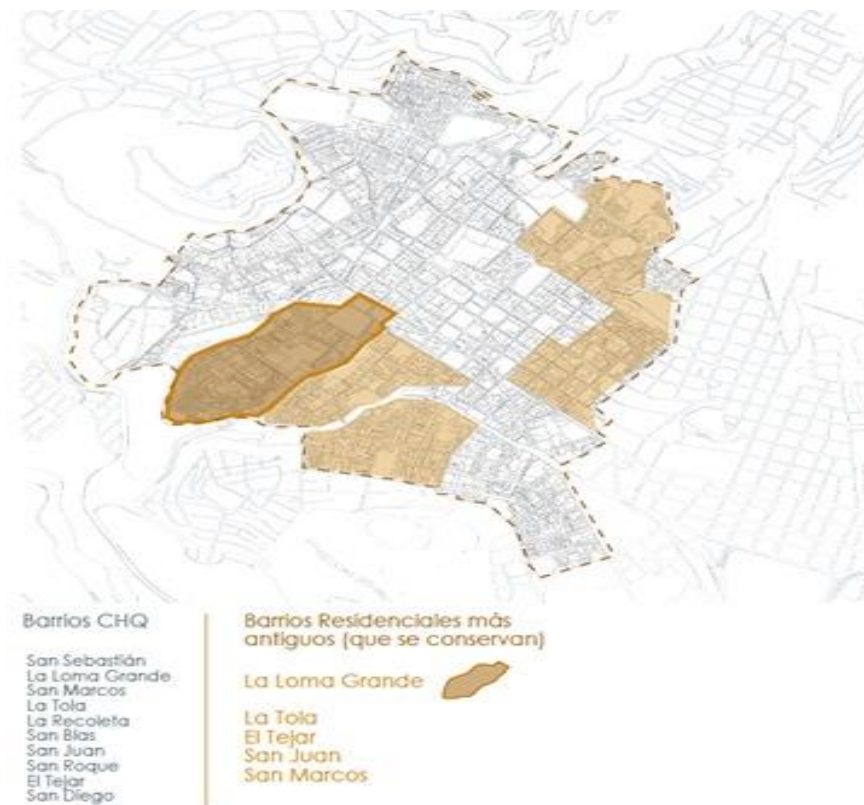 Barrios CHQ
San Sebastián
La Loma Grande
San Marcos
La Tola
La Recoleta
San Blas
San Juan
San Roque
El Tejar
San Diego
Barrios Residenciales más
antiguos (que se conservan)
La Loma Grande
La Tola
El Tejar
San Juan
San Marcos